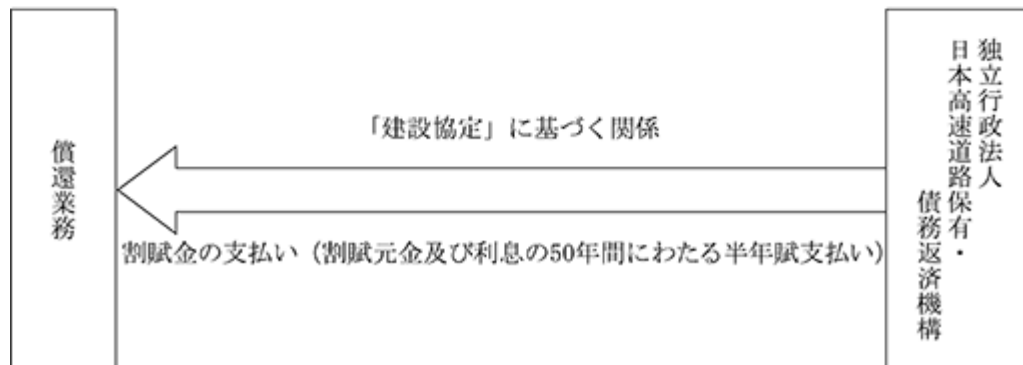 償還業務
「建設協定」に基づく関係
割賦金の支払い（割賦元金及び利息の50年間にわたる半年賦支払い）
独立行政法人
日本高速道路保有・
債務返済機構